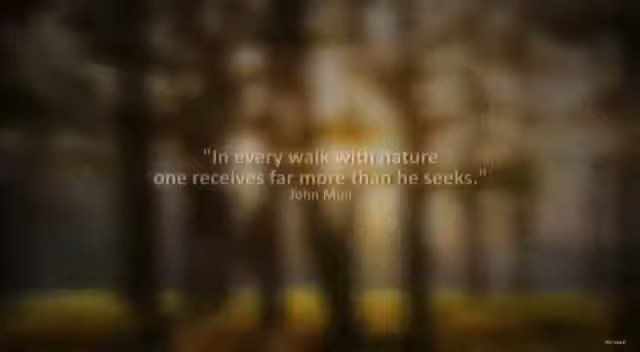 "In every walk with nature
one receives far more than he seeks."
John Muir